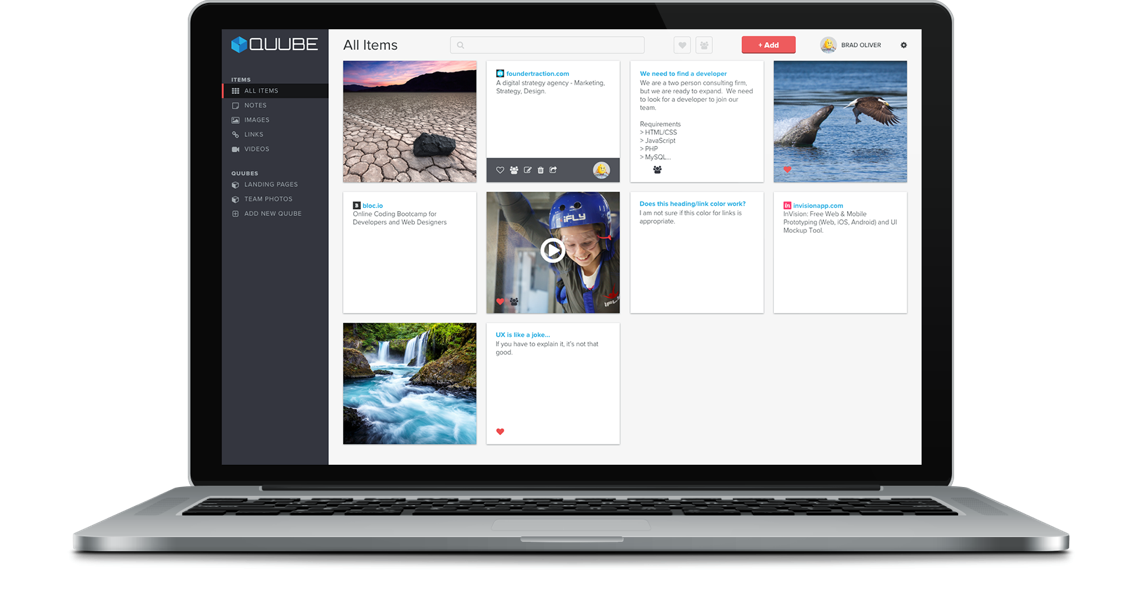 QUUBE
All Items
+ Add
BRAD OLIVER
ITEMS
ALL ITEMS
NOTES
IMAGES
LINKS
VIDEOS
QUUBES
LANDING PAGES
TEAM PHOTOS
ADD NEW QUUBE
foundertraction.com
A digital strategy agency - Marketing,
Strategy, Design.
We need to find a developer
We are a two person consulting firm,
but we are ready to expand. We need
to look for a developer to join our
team.
Requirements
> HTML/CSS
> JavaScript
> PHP
> MySQL...
bloc.io
Online Coding Bootcamp for
Developers and Web Designers
iFLY
Does this heading/link color work?
I am not sure if this color for links is
appropriate.
invisionapp.com
InVision: Free Web & Mobile
Prototyping (Web, iOS, Android) and UI
Mockup Tool.
UX is like a joke...
If you have to explain it, it's not that
good.